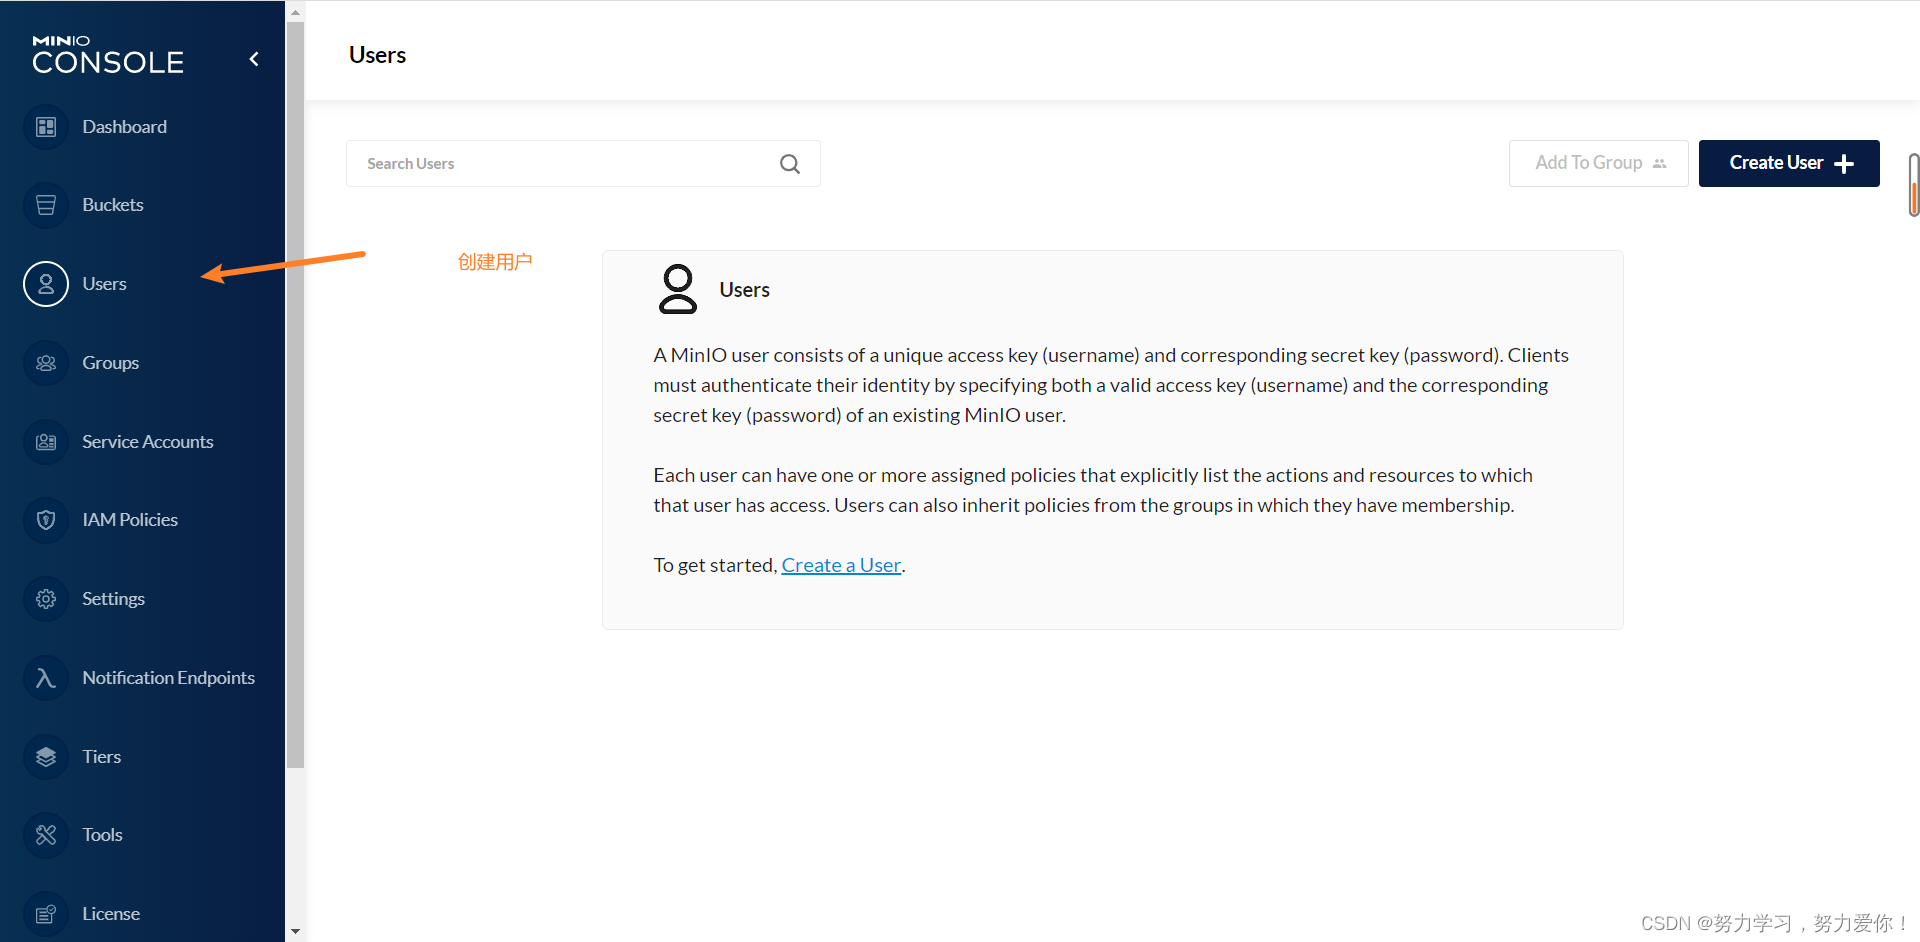 MINIO
CONSOLE
Dashboard
Buckets
Users
Groups
Service Accounts
IAM Policies
Settings
Notification Endpoints
Tiers
Tools
License
Users
Search Users
Add To Group
Create User
创建用户
Users
A MinIO user consists of a unique access key (username) and corresponding secret key (password). Clients
must authenticate their identity by specifying both a valid access key (username) and the corresponding
secret key (password) of an existing MinIO user.
Each user can have one or more assigned policies that explicitly list the actions and resources to which
that user has access. Users can also inherit policies from the groups in which they have membership.
To get started, Create a User.
CSDN @努力学习，努力爱你！